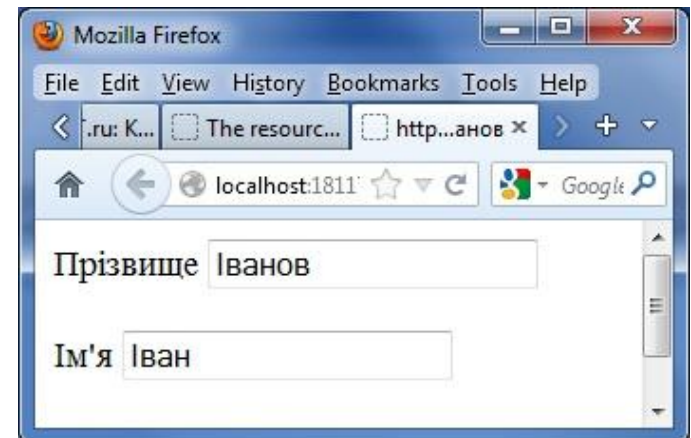 Mozilla Firefox
File Edit View History Bookmarks Tools Help
.ru: K... The resourc... http...анов ×
localhost:1811 Google
Прізвище Іванов
Ім'я Іван